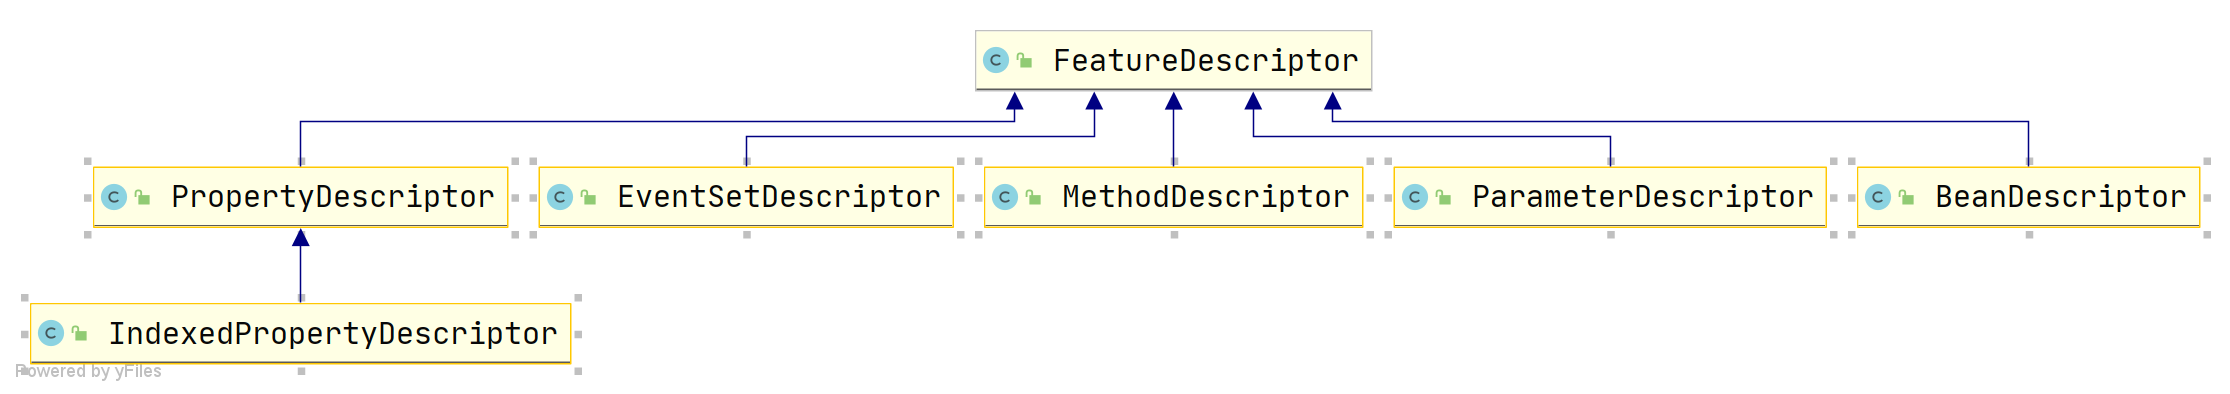 FeatureDescriptor
PropertyDescriptor
EventSetDescriptor
MethodDescriptor
ParameterDescriptor
BeanDescriptor
IndexedPropertyDescriptor
Powered by yFiles